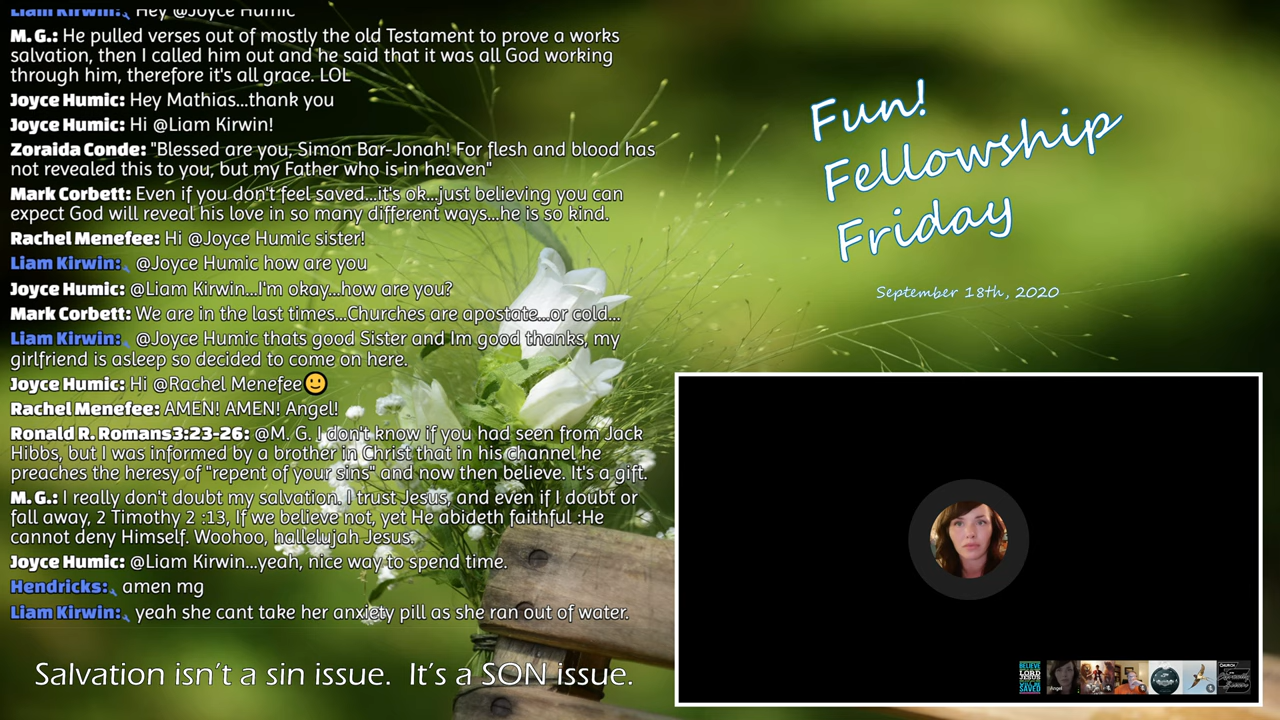 Liam Kirwin: Hey @Joyce Humic
M. G.: He pulled verses out of mostly the old Testament to prove a works
salvation, then I called him out and he said that it was all God working
through him, therefore it's all grace. LOL
Joyce Humic: Hey Mathias...thank you
Joyce Humic: Hi @Liam Kirwin!
Zoraida Conde: "Blessed are you, Simon Bar-Jonah! For flesh and blood has
not revealed this to you, but my Father who is in heaven"
Mark Corbett: Even if you don't feel saved...it's ok...just believing you can
expect God will reveal his love in so many different ways...he is so kind.
Rachel Menefee: Hi @Joyce Humic sister!
Liam Kirwin: @Joyce Humic how are you
Joyce Humic: @Liam Kirwin...I'm okay...how are you?
Mark Corbett: We are in the last times...Churches are apostate...or cold...
Liam Kirwin: @Joyce Humic thats good Sister and Im good thanks, my
girlfriend is asleep so decided to come on here.
Joyce Humic: Hi @Rachel Menefee🙂
Rachel Menefee: AMEN! AMEN! Angel!
Ronald R. Romans3:23-26: @M. G. I don't know if you had seen from Jack
Hibbs, but I was informed by a brother in Christ that in his channel he
preaches the heresy of "repent of your sins" and now then believe. It's a gift.
M. G.: I really don't doubt my salvation. I trust Jesus, and even if I doubt or
fall away, 2 Timothy 2 :13, If we believe not, yet He abideth faithful :He
cannot deny Himself. Woohoo, hallelujah Jesus.
Joyce Humic: @Liam Kirwin...yeah, nice way to spend time.
Hendricks: amen mg
Liam Kirwin: yeah she cant take her anxiety pill as she ran out of water.
Salvation isn't a sin issue. It's a SON issue.
Fun!
Fellowship
Friday
September 18th, 2020
BELIEVE
LORD
JESUS
WILL BE
SAVED
Angel
CHURCH